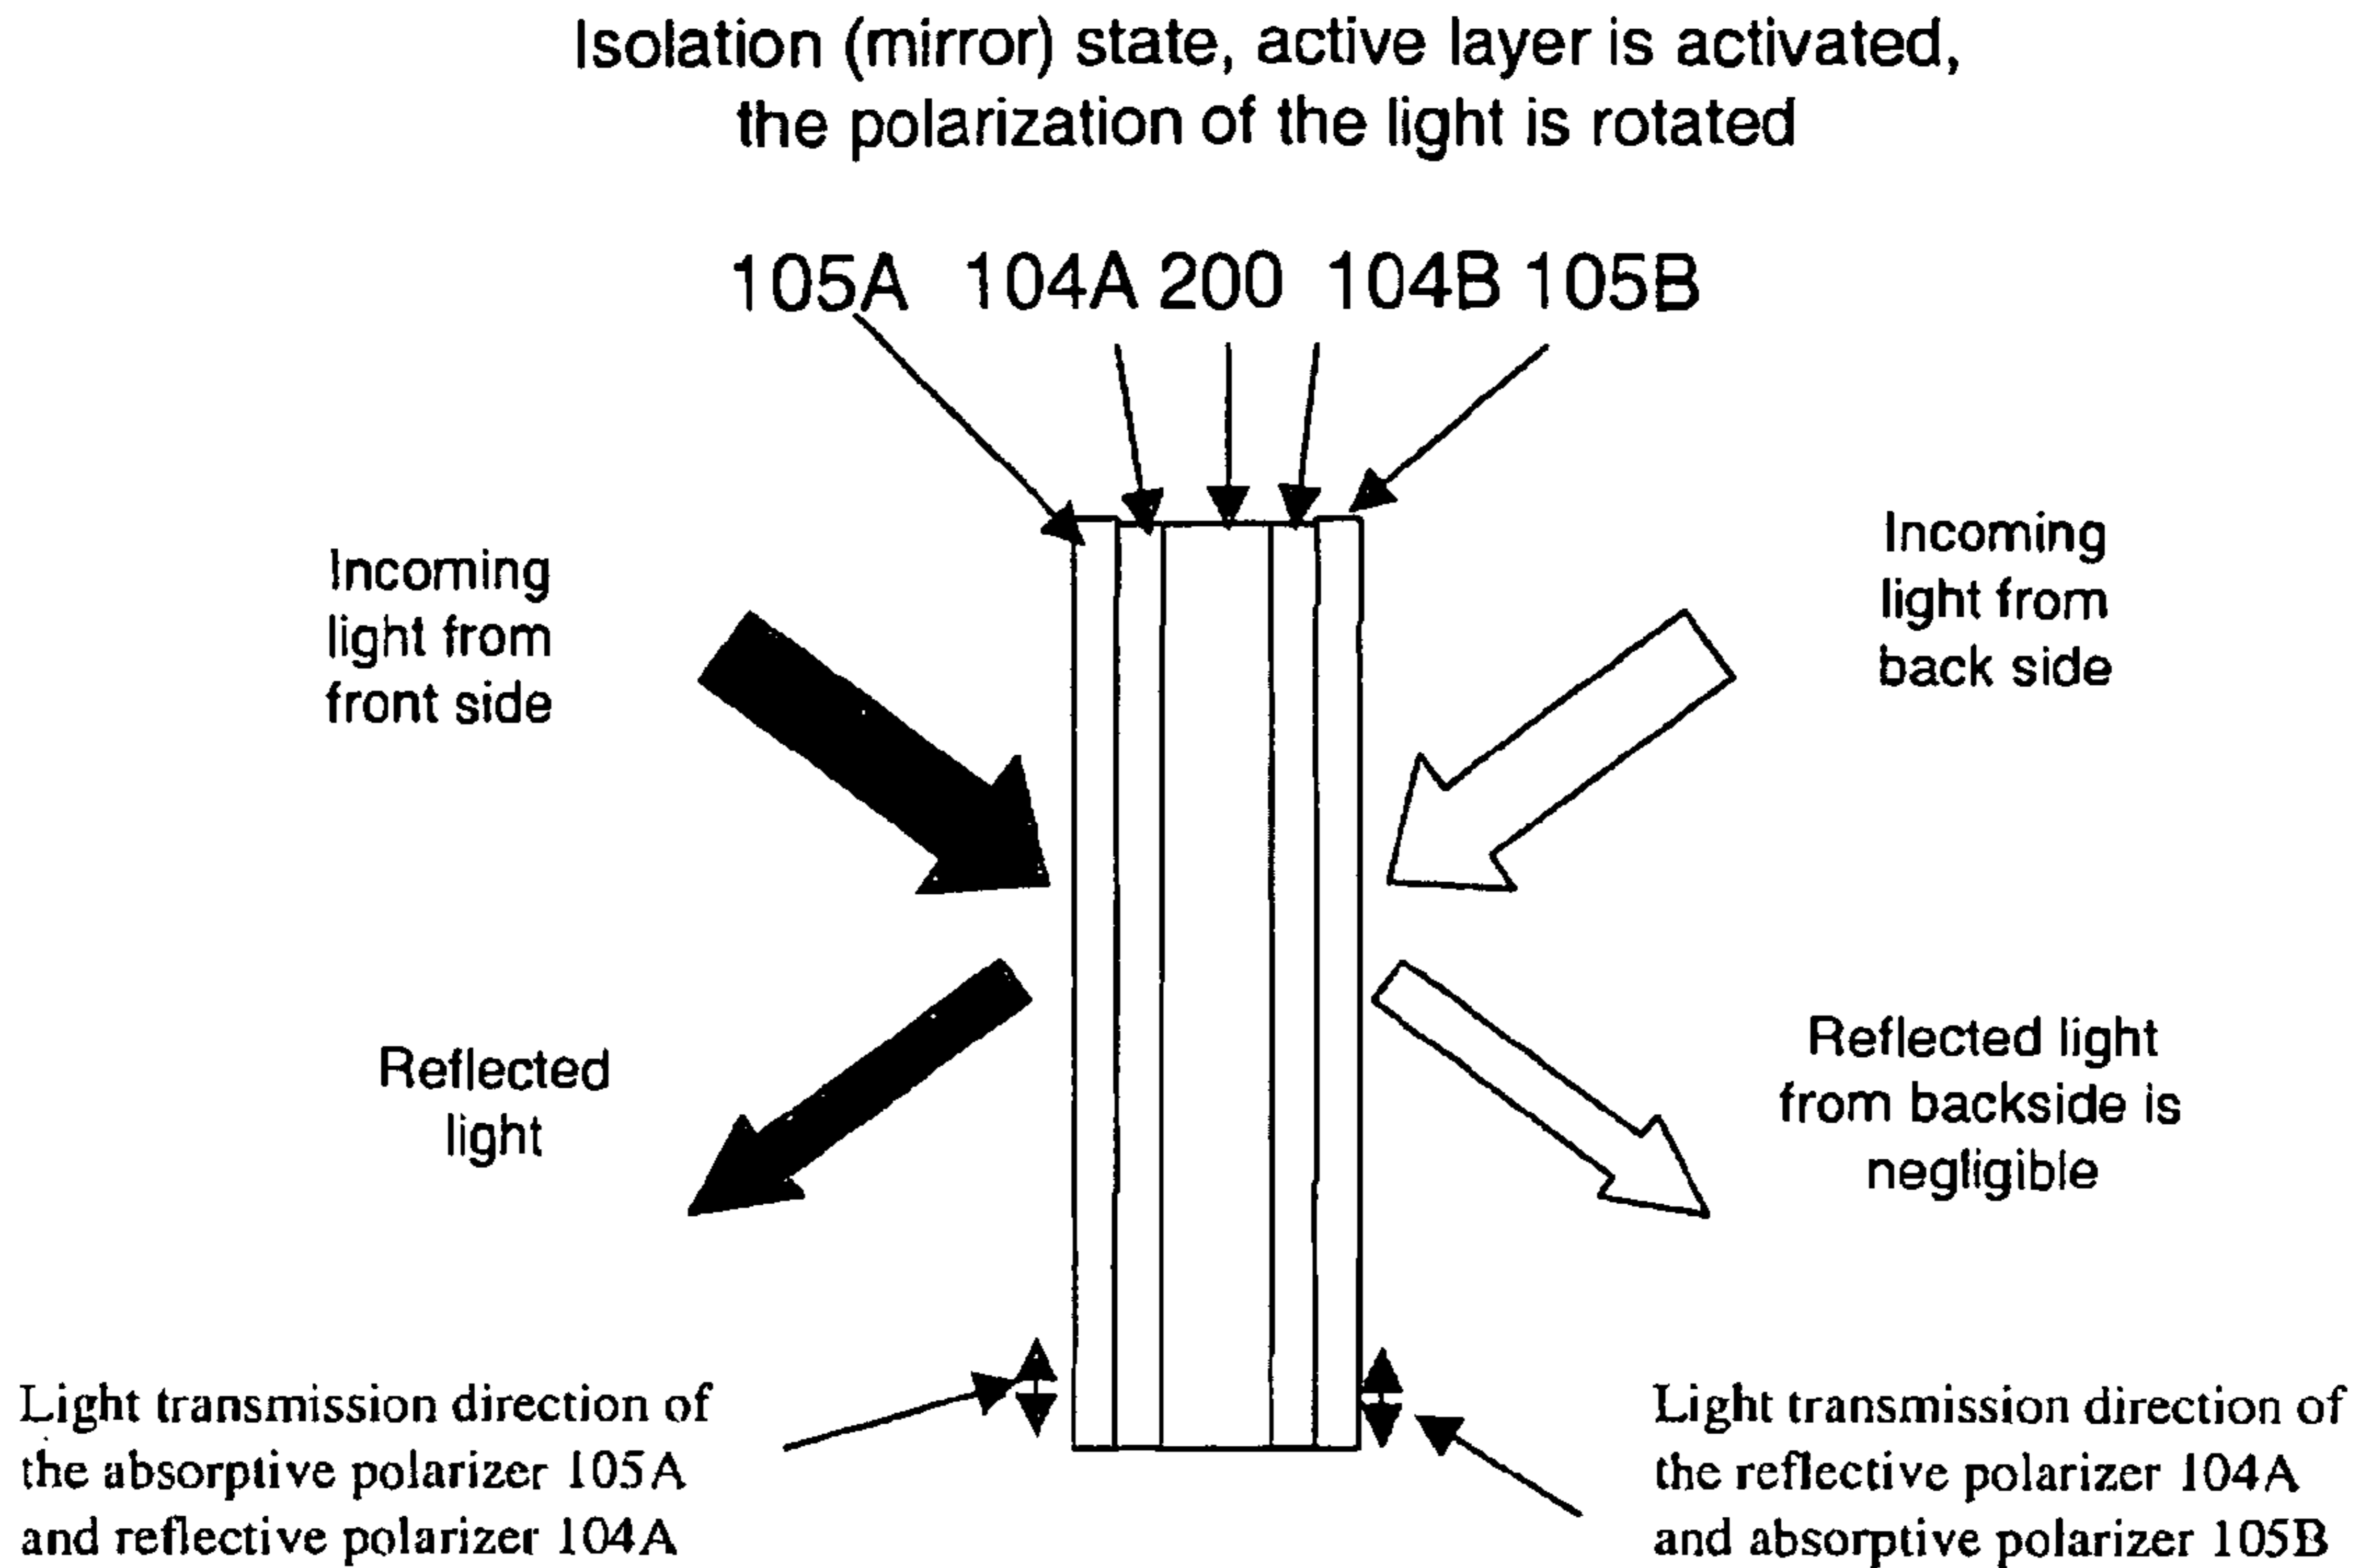 Isolation (mirror) state, active layer is activated,
the polarization of the light is rotated
105A 104A 200 104B 105B
Incoming
light from
front side
Incoming
light from
back side
Reflected
light
Reflected light
from backside is
negligible
Light transmission direction of
the absorptive polarizer 105A
and reflective polarizer 104A
Light transmission direction of
the reflective polarizer 104A
and absorptive polarizer 105B